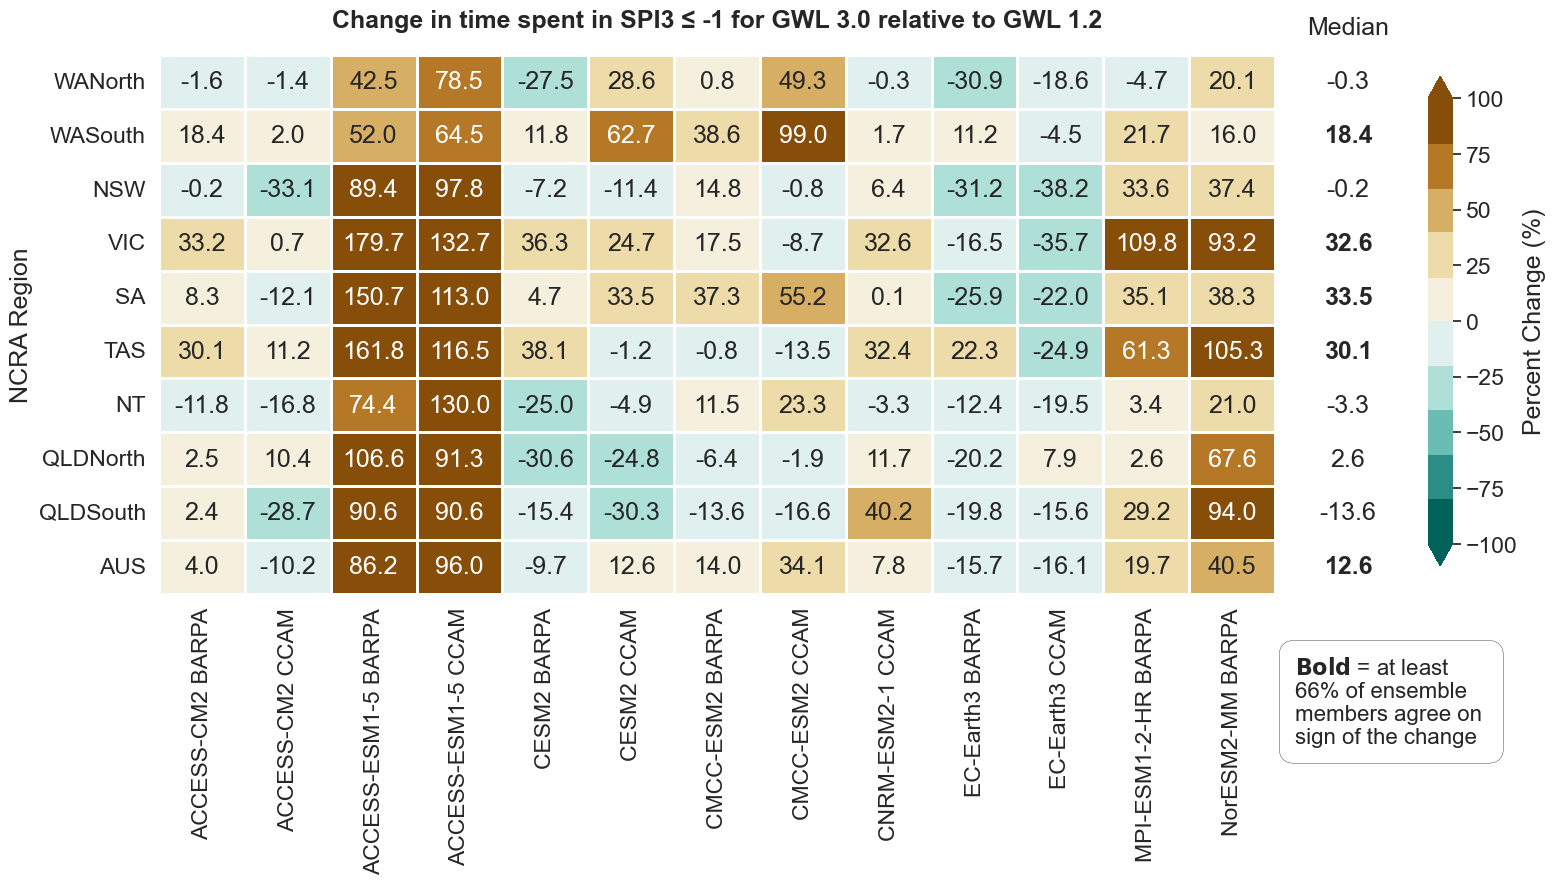 Change in time spent in SPI3 ≤ -1 for GWL 3.0 relative to GWL 1.2
Median
WANorth -1.6 -1.4 42.5 78.5 -27.5 28.6 0.8 49.3 -0.3 -30.9 -18.6 -4.7 20.1 -0.3
WASouth 18.4 2.0 52.0 64.5 11.8 62.7 38.6 99.0 1.7 11.2 -4.5 21.7 16.0 18.4
NSW -0.2 -33.1 89.4 97.8 -7.2 -11.4 14.8 -0.8 6.4 -31.2 -38.2 33.6 37.4 -0.2
VIC 33.2 0.7 179.7 132.7 36.3 24.7 17.5 -8.7 32.6 -16.5 -35.7 109.8 93.2 32.6
SA 8.3 -12.1 150.7 113.0 4.7 33.5 37.3 55.2 0.1 -25.9 -22.0 35.1 38.3 33.5
TAS 30.1 11.2 161.8 116.5 38.1 -1.2 -0.8 -13.5 32.4 22.3 -24.9 61.3 105.3 30.1
NT -11.8 -16.8 74.4 130.0 -25.0 -4.9 11.5 23.3 -3.3 -12.4 -19.5 3.4 21.0 -3.3
QLDNorth 2.5 10.4 106.6 91.3 -30.6 -24.8 -6.4 -1.9 11.7 -20.2 7.9 2.6 67.6 2.6
QLDSouth 2.4 -28.7 90.6 90.6 -15.4 -30.3 -13.6 -16.6 40.2 -19.8 -15.6 29.2 94.0 -13.6
AUS 4.0 -10.2 86.2 96.0 -9.7 12.6 14.0 34.1 7.8 -15.7 -16.1 19.7 40.5 12.6
NCRA Region
ACCESS-CM2 BARPA
ACCESS-CM2 CCAM
ACCESS-ESM1-5 BARPA
ACCESS-ESM1-5 CCAM
CESM2 BARPA
CESM2 CCAM
CMCC-ESM2 BARPA
CMCC-ESM2 CCAM
CNRM-ESM2-1 CCAM
EC-Earth3 BARPA
EC-Earth3 CCAM
MPI-ESM1-2-HR BARPA
NorESM2-MM BARPA
100
75
50
25
0
−25
−50
−75
−100
Percent Change (%)
Bold = at least
66% of ensemble
members agree on
sign of the change